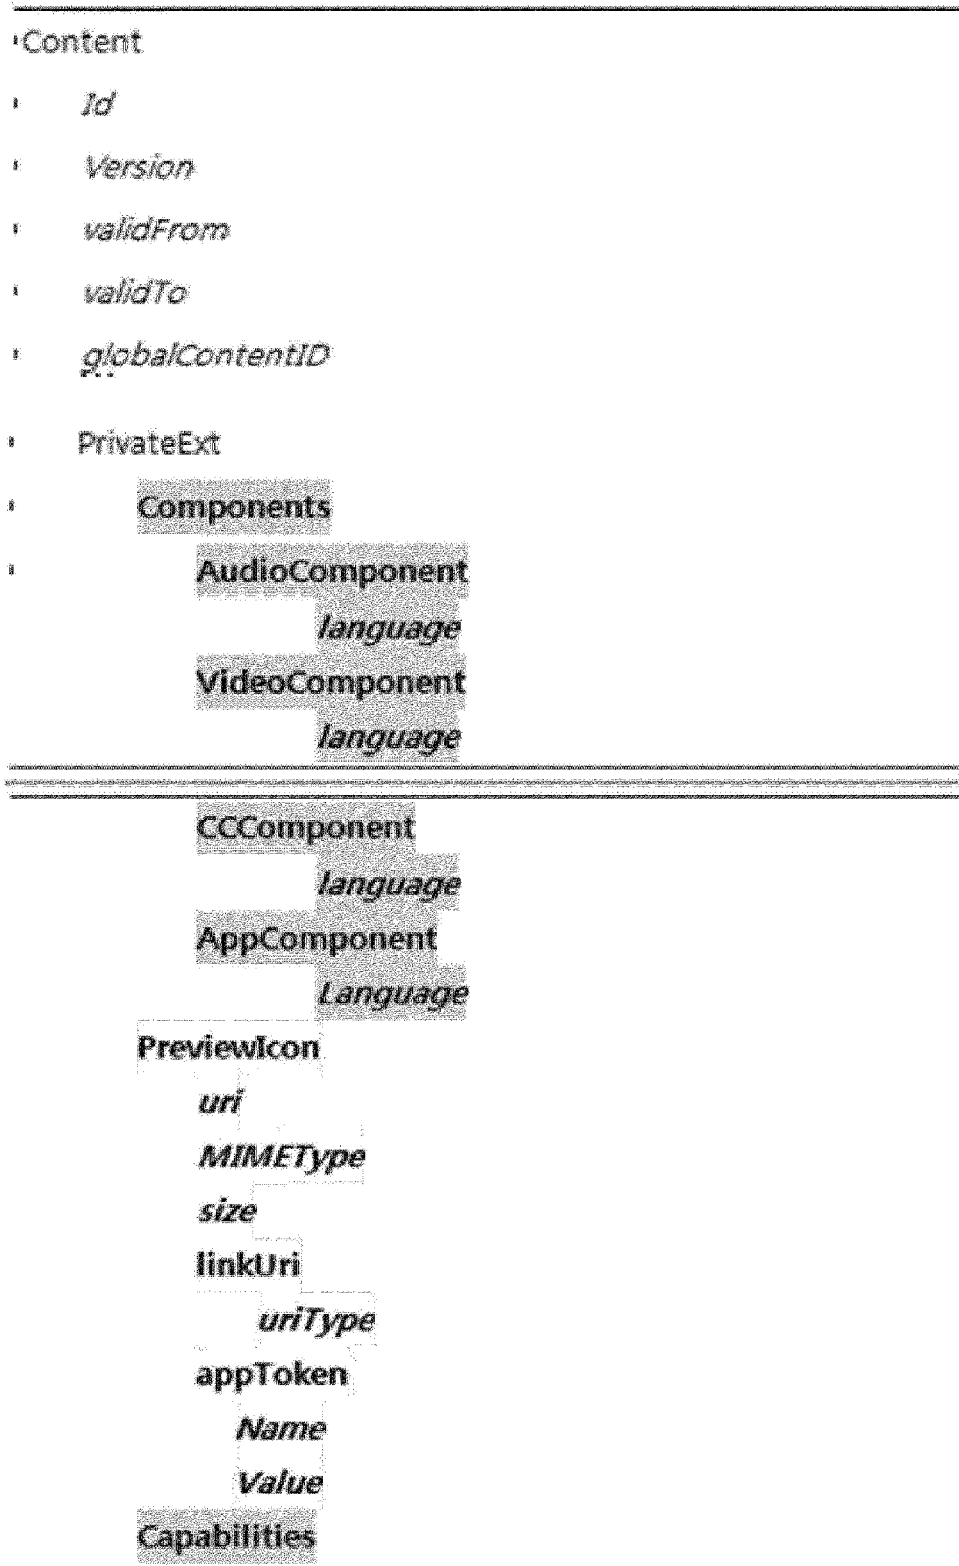 Content
Id
Version
validFrom
validTo
globalContentID
...
PrivateExt
Components
AudioComponent
language
VideoComponent
language
CCComponent
language
AppComponent
Language
PreviewIcon
uri
MIMEType
size
linkUri
uriType
appToken
Name
Value
Capabilities